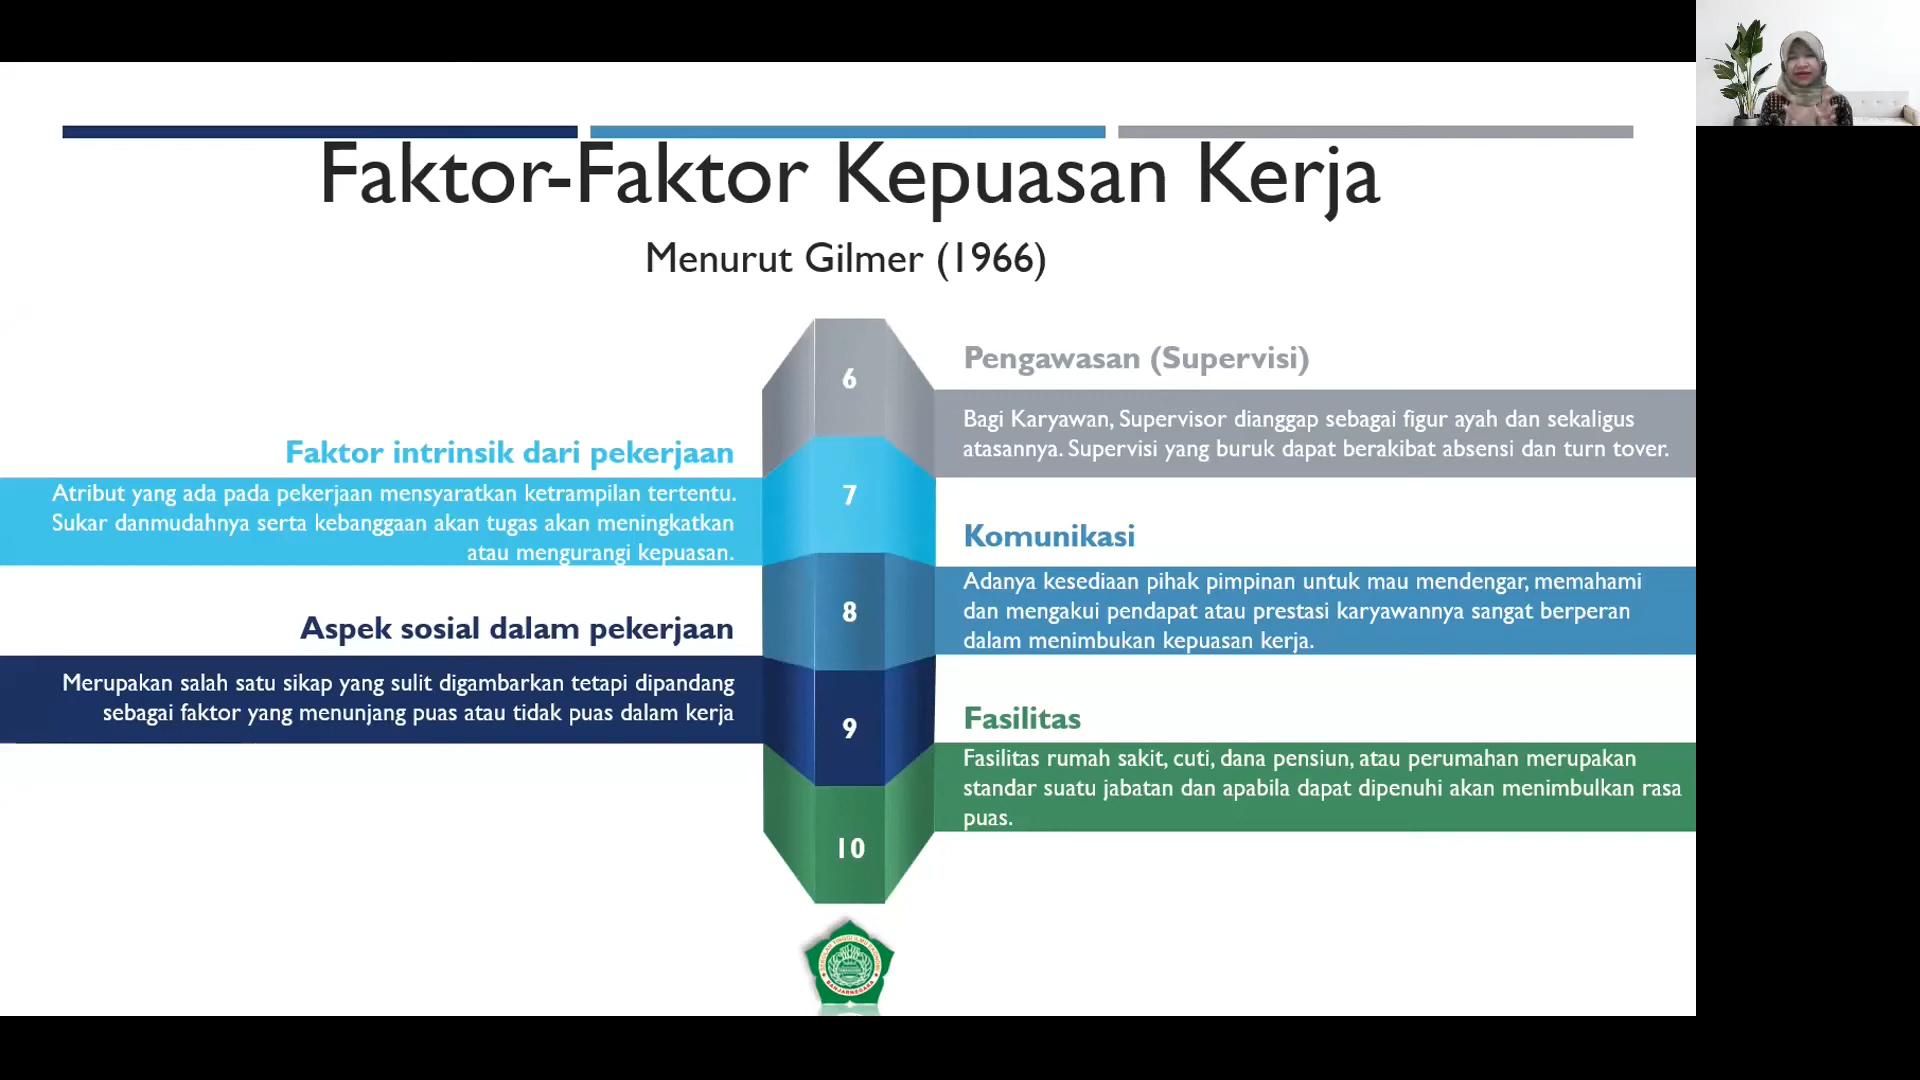 Faktor-Faktor Kepuasan Kerja
Menurut Gilmer (1966)
6
Pengawasan (Supervisi)
Bagi Karyawan, Supervisor dianggap sebagai figur ayah dan sekaligus
atasannya. Supervisi yang buruk dapat berakibat absensi dan turn tover.
7
Faktor intrinsik dari pekerjaan
Atribut yang ada pada pekerjaan mensyaratkan ketrampilan tertentu.
Sukar danmudahnya serta kebanggaan akan tugas akan meningkatkan
atau mengurangi kepuasan.
8
Komunikasi
Adanya kesediaan pihak pimpinan untuk mau mendengar, memahami
dan mengakui pendapat atau prestasi karyawannya sangat berperan
dalam menimbukan kepuasan kerja.
9
Aspek sosial dalam pekerjaan
Merupakan salah satu sikap yang sulit digambarkan tetapi dipandang
sebagai faktor yang menunjang puas atau tidak puas dalam kerja
10
Fasilitas
Fasilitas rumah sakit, cuti, dana pensiun, atau perumahan merupakan
standar suatu jabatan dan apabila dapat dipenuhi akan menimbulkan rasa
puas.
BANJARNEGARA